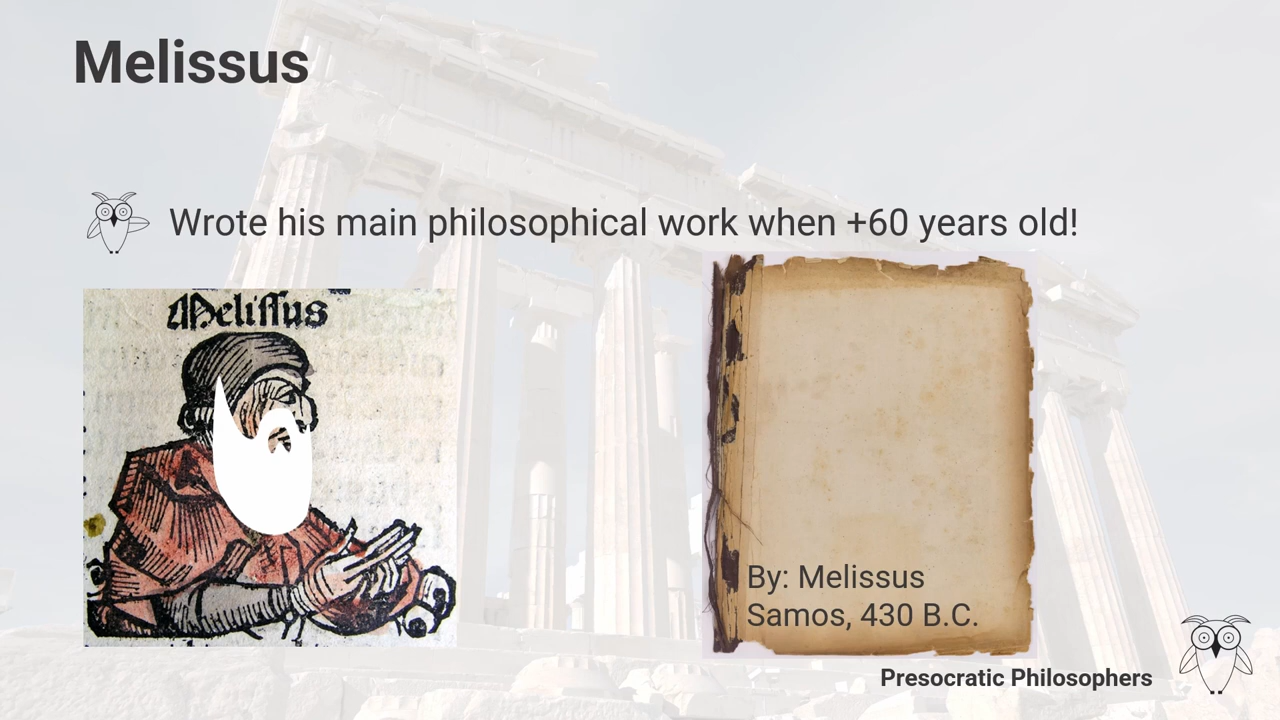 Melissus
Wrote his main philosophical work when +60 years old!
Meliſſus
By: Melissus
Samos, 430 B.C.
Presocratic Philosophers